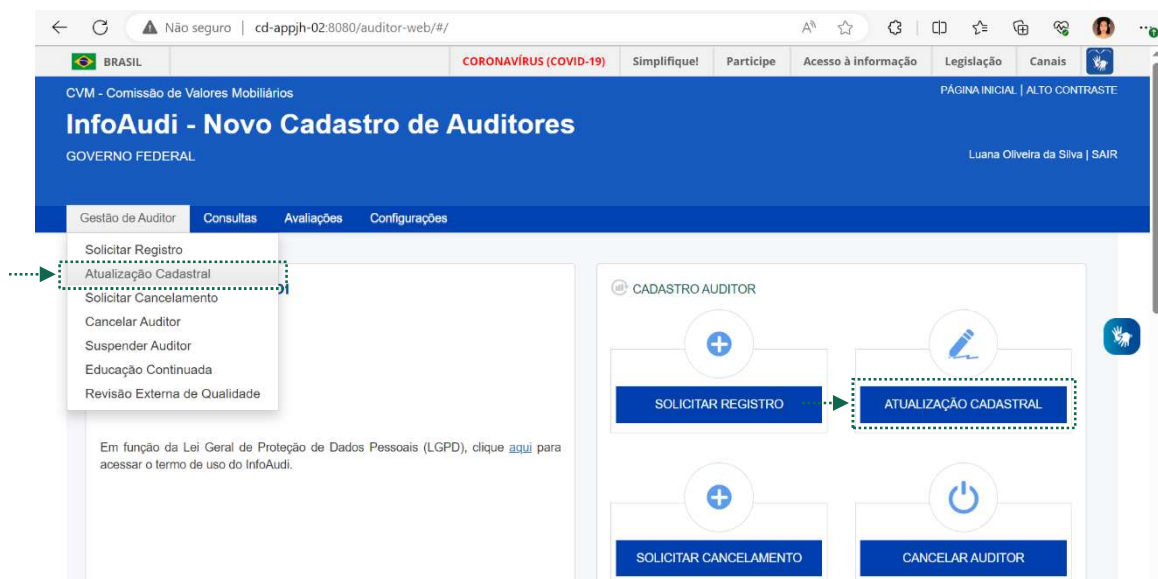 Não seguro | cd-appjh-02:8080/auditor-web/#/
BRASIL CORONAVÍRUS (COVID-19) Simplifique! Participe Acesso à informação Legislação Canais
CVM - Comissão de Valores Mobiliários PÁGINA INICIAL | ALTO CONTRASTE
InfoAudi - Novo Cadastro de Auditores
GOVERNO FEDERAL Luana Oliveira da Silva | SAIR
Gestão de Auditor Consultas Avaliações Configurações
Solicitar Registro
Atualização Cadastral
Solicitar Cancelamento
Cancelar Auditor
Suspender Auditor
Educação Continuada
Revisão Externa de Qualidade
Em função da Lei Geral de Proteção de Dados Pessoais (LGPD), clique aqui para
acessar o termo de uso do InfoAudi.
CADASTRO AUDITOR
SOLICITAR REGISTRO ATUALIZAÇÃO CADASTRAL
SOLICITAR CANCELAMENTO CANCELAR AUDITOR